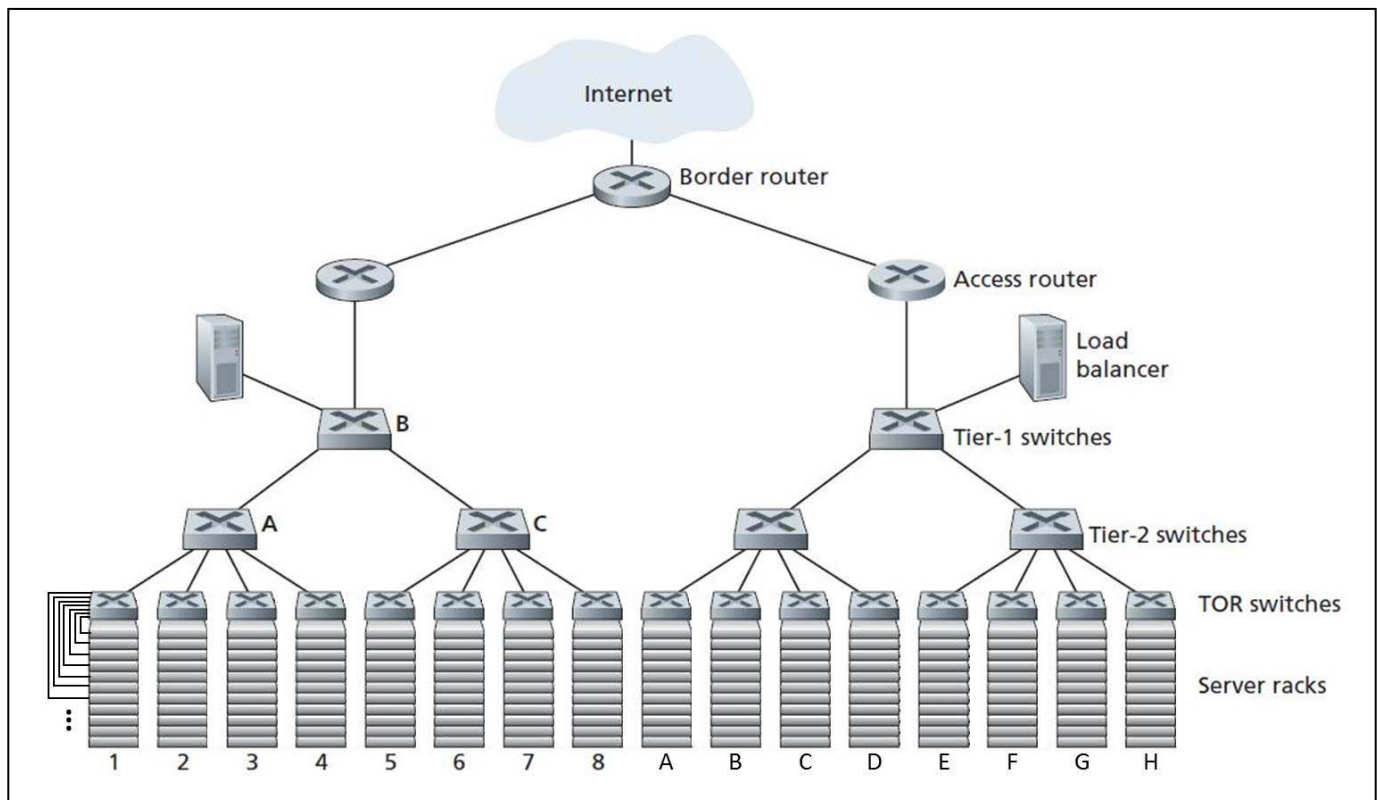 Internet
Border router
Access router
Load
balancer
B
Tier-1 switches
A
C
Tier-2 switches
TOR switches
Server racks
1 2 3 4 5 6 7 8 A B C D E F G H